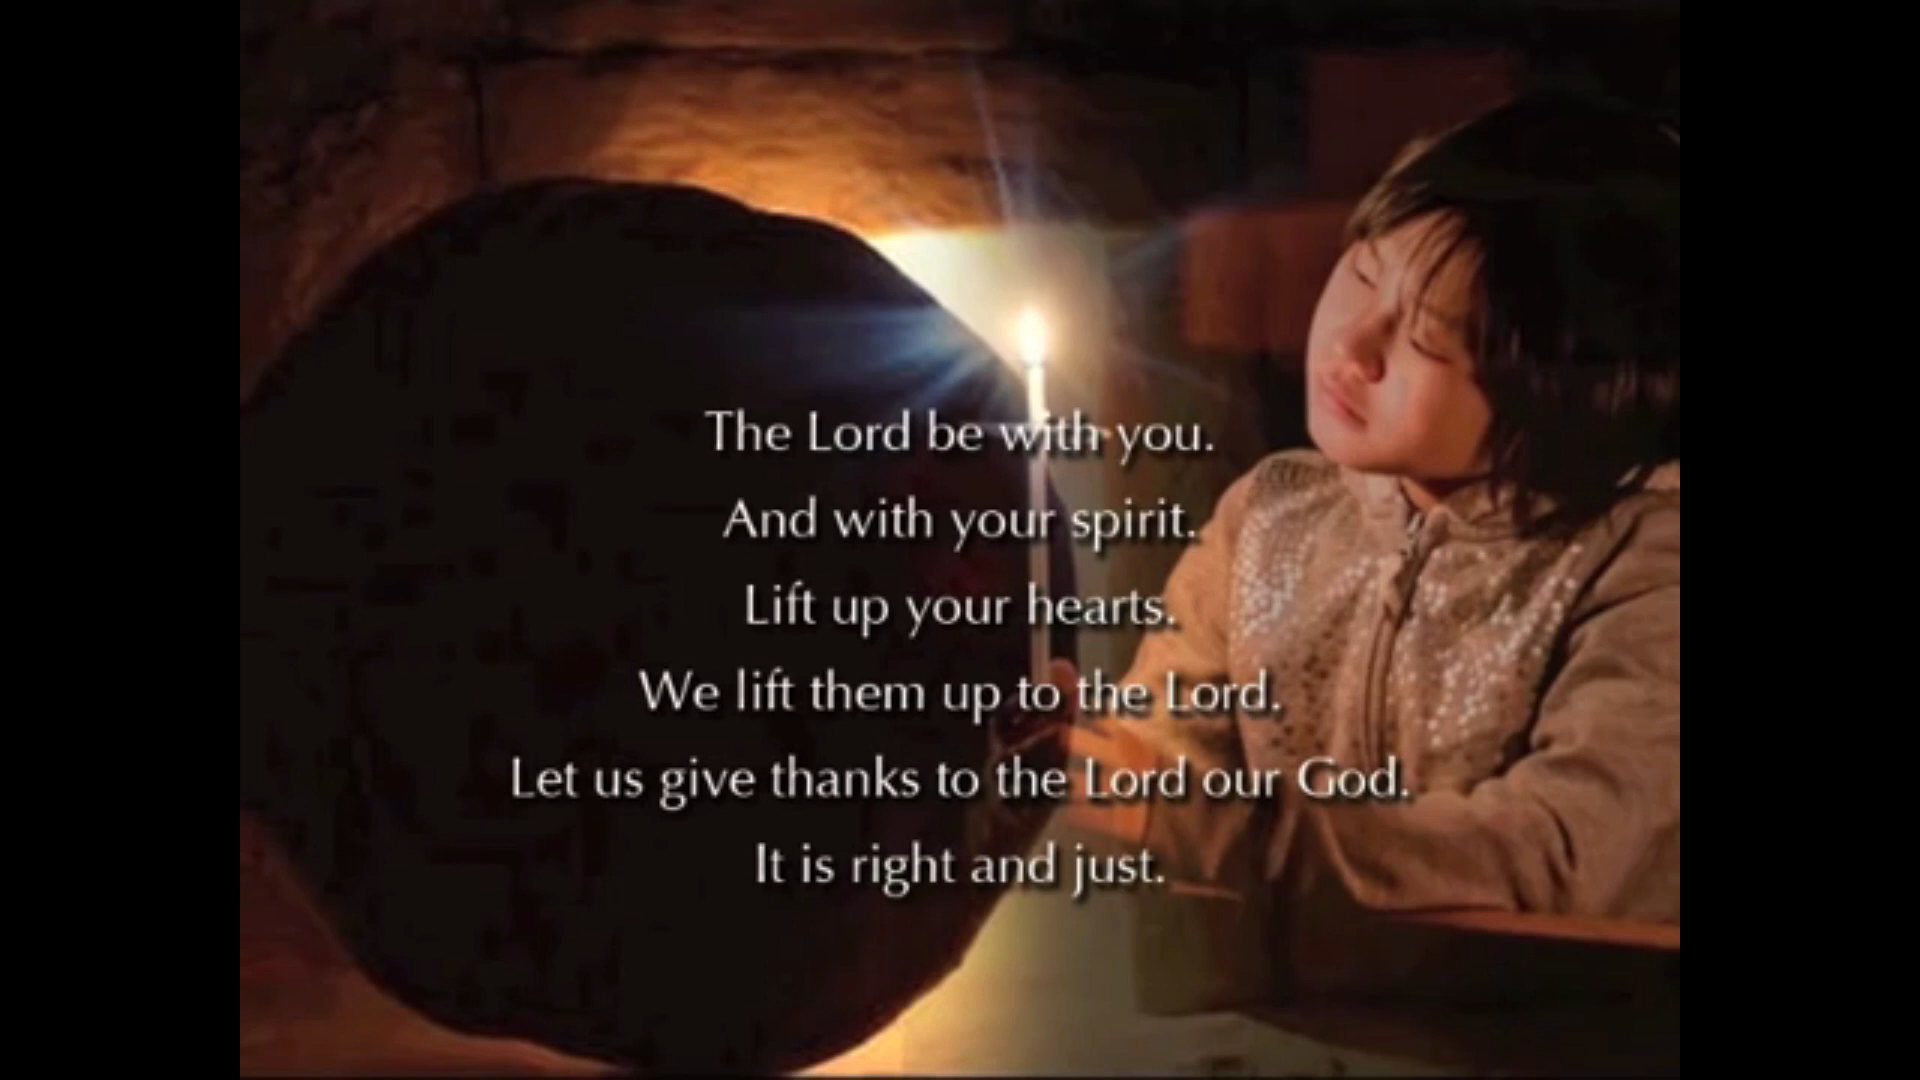 The Lord be with you.
And with your spirit.
Lift up your hearts.
We lift them up to the Lord.
Let us give thanks to the Lord our God.
It is right and just.